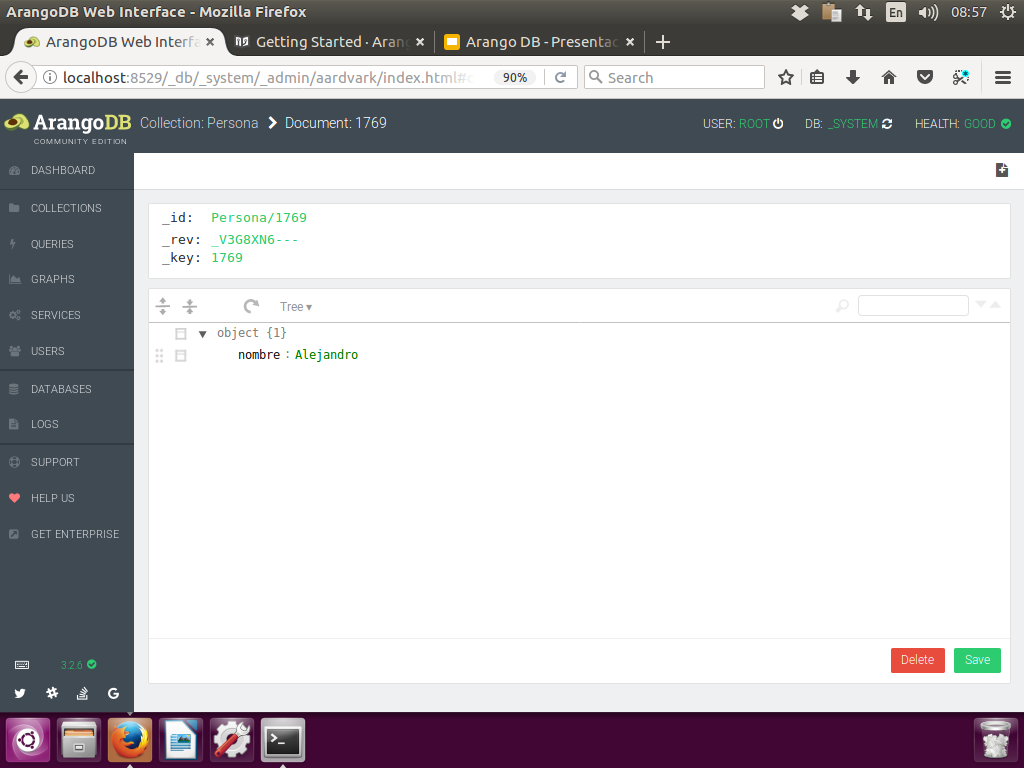 ArangoDB Web Interface - Mozilla Firefox
En
08:57
ArangoDB Web Interfa
Getting Started · Aran
Arango DB - Presentac
localhost:8529/_db/_system/_admin/aardvark/index.html#c
90%
Search
ArangoDB
COMMUNITY EDITION
Collection: Persona
Document: 1769
USER: ROOT
DB: _SYSTEM
HEALTH: GOOD
DASHBOARD
COLLECTIONS
QUERIES
GRAPHS
SERVICES
USERS
DATABASES
LOGS
SUPPORT
HELP US
GET ENTERPRISE
3.2.6
_id: Persona/1769
_rev: _V3G8XN6---
_key: 1769
Tree ▾
object {1}
nombre : Alejandro
Delete
Save